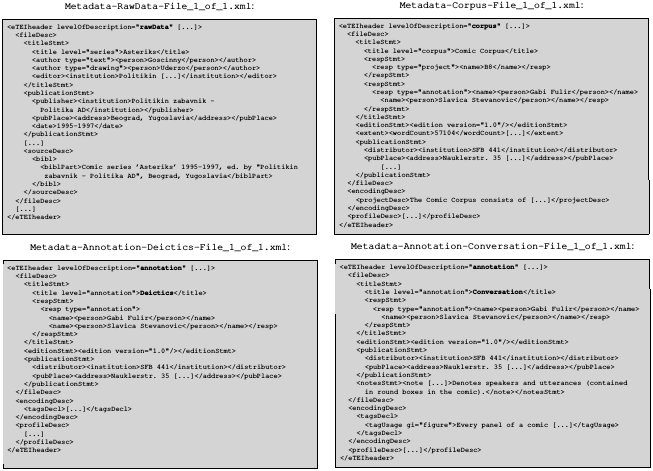 Metadata-RawData-File_1_of_1.xml:
<eTEIheader levelOfDescription="rawData" [...]>
<fileDesc>
<titleStmt>
<title level="series">Asteriks</title>
<author type="text"><person>Goscinny</person></author>
<author type="drawing"><person>Uderzo</person></author>
<editor><institution>Politikin [...]</institution></editor>
</titleStmt>
<publicationStmt>
<publisher><institution>Politikin zabavnik -
Politika AD</institution></publisher>
<pubPlace><address>Beograd, Yugoslavia</address></pubPlace>
<date>1995-1997</date>
</publicationStmt>
[...]
<sourceDesc>
<bibl>
<biblPart>Comic series 'Asteriks' 1995-1997, ed. by "Politikin
zabavnik - Politika AD", Beograd, Yugoslavia</biblPart>
</bibl>
</sourceDesc>
</fileDesc>
[...]
</eTEIheader>
Metadata-Corpus-File_1_of_1.xml:
<eTEIheader levelOfDescription="corpus" [...]>
<fileDesc>
<titleStmt>
<title level="corpus">Comic Corpus</title>
<respStmt>
<resp type="project"><name>B8</name></resp>
</respStmt>
<respStmt>
<resp type="annotation"><name><person>Gabi Fulir</person></name>
<name><person>Slavica Stevanovic</person></name></resp>
</respStmt>
</titleStmt>
<editionStmt><edition version="1.0"/></editionStmt>
<extent><wordCount>57104</wordCount>[...]</extent>
<publicationStmt>
<distributor><institution>SFB 441</institution></distributor>
<pubPlace><address>Nauklerstr. 35 [...]</address></pubPlace>
[...]
</publicationStmt>
</fileDesc>
<encodingDesc>
<projectDesc>The Comic Corpus consists of [...]</projectDesc>
</encodingDesc>
<profileDesc>[...]</profileDesc>
</eTEIheader>
Metadata-Annotation-Deictics-File_1_of_1.xml:
<eTEIheader levelOfDescription="annotation" [...]>
<fileDesc>
<titleStmt>
<title level="annotation">Deictics</title>
<respStmt>
<resp type="annotation">
<name><person>Gabi Fulir</person></name>
<name><person>Slavica Stevanovic</person></name></resp>
</respStmt>
</titleStmt>
<editionStmt><edition version="1.0"/></editionStmt>
<publicationStmt>
<distributor><institution>SFB 441</institution></distributor>
<pubPlace><address>Nauklerstr. 35 [...]</address></pubPlace>
</publicationStmt>
</fileDesc>
<encodingDesc>
<tagsDecl>[...]</tagsDecl>
</encodingDesc>
<profileDesc>
[...]
</profileDesc>
</eTEIheader>
Metadata-Annotation-Conversation-File_1_of_1.xml:
<eTEIheader levelOfDescription="annotation" [...]>
<fileDesc>
<titleStmt>
<title level="annotation">Conversation</title>
<respStmt>
<resp type="annotation"><name><person>Gabi Fulir</person></name>
<name><person>Slavica Stevanovic</person></name></resp>
</respStmt>
</titleStmt>
<editionStmt><edition version="1.0"/></editionStmt>
<publicationStmt>
<distributor><institution>SFB 441</institution></distributor>
<pubPlace><address>Nauklerstr. 35 [...]</address></pubPlace>
</publicationStmt>
<notesStmt><note [...]>Denotes speakers and utterances (contained
in round boxes in the comic).</note></notesStmt>
</fileDesc>
<encodingDesc>
<tagsDecl>
<tagUsage gi="figure">Every panel of a comic [...]</tagUsage>
</tagsDecl>
</encodingDesc>
<profileDesc>[...]</profileDesc>
</eTEIheader>